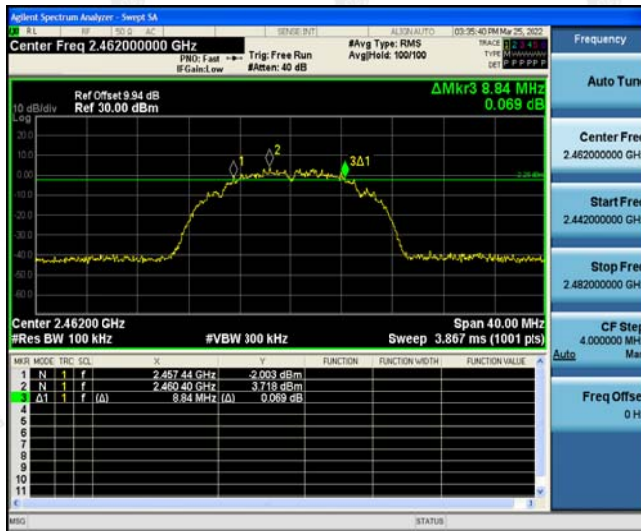 Agilent Spectrum Analyzer - Swept SA
RL RF 50 Ω AC SENSE:INT ALIGN AUTO 03:35:40 PM Mar 25, 2022
Center Freq 2.462000000 GHz
PNO: Fast
IFGain:Low
Trig: Free Run
#Atten: 40 dB
#Avg Type: RMS
Avg|Hold: 100/100
TRACE 1 2 3 4 5 6
TYPE
DET P P P P P P
Ref Offset 9.94 dB
Ref 30.00 dBm
10 dB/div
Log
ΔMkr3 8.84 MHz
0.069 dB
20.0
10.0
0.00
-10.0
-20.0
-30.0
-40.0
-50.0
-60.0
1
2
3Δ1
Center 2.46200 GHz
#Res BW 100 kHz
#VBW 300 kHz
Span 40.00 MHz
Sweep 3.867 ms (1001 pts)
MKR MODE TRC SCL X Y FUNCTION FUNCTION WIDTH FUNCTION VALUE
1 N 1 f 2.457 44 GHz -2.003 dBm
2 N 1 f 2.460 40 GHz 3.718 dBm
3 Δ1 1 f (Δ) 8.84 MHz (Δ) 0.069 dB
4
5
6
7
8
9
10
11
MSG
STATUS
Frequency
Auto Tun
Center Fre
2.462000000 GH
Start Fre
2.442000000 GH
Stop Fre
2.482000000 GH
CF Step
4.000000 MH
Auto Ma
Freq Offse
0 H